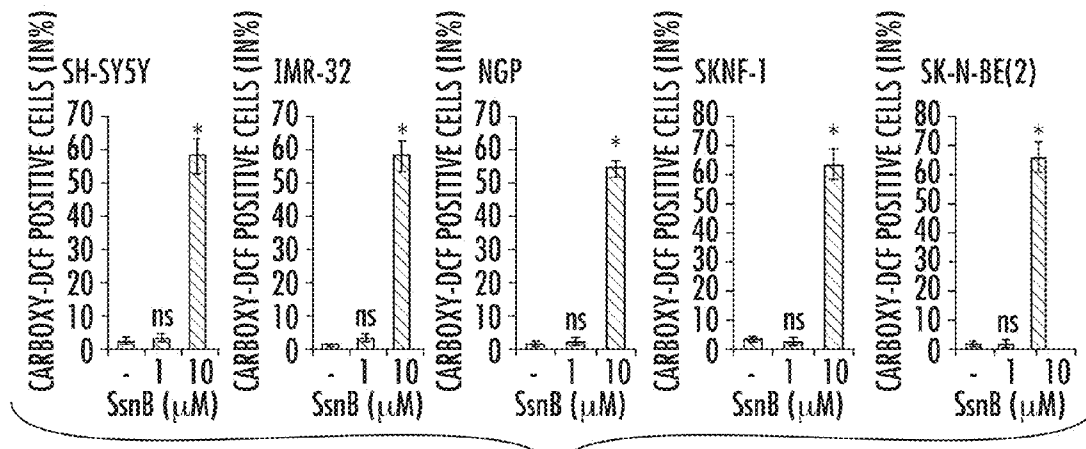 CARBOXY-DCF POSITIVE CELLS (IN%)
SH-SY5Y
70
60
50
40
30
20
10
0
*
ns
- 1 10
SsnB (μM)
CARBOXY-DCF POSITIVE CELLS (IN%)
IMR-32
70
60
50
40
30
20
10
0
*
ns
- 1 10
SsnB (μM)
CARBOXY-DCF POSITIVE CELLS (IN%)
NGP
70
60
50
40
30
20
10
0
*
ns
- 1 10
SsnB (μM)
CARBOXY-DCF POSITIVE CELLS (IN%)
SKNF-1
80
70
60
50
40
30
20
10
0
*
ns
- 1 10
SsnB (μM)
CARBOXY-DCF POSITIVE CELLS (IN%)
SK-N-BE(2)
80
70
60
50
40
30
20
10
0
*
ns
- 1 10
SsnB (μM)